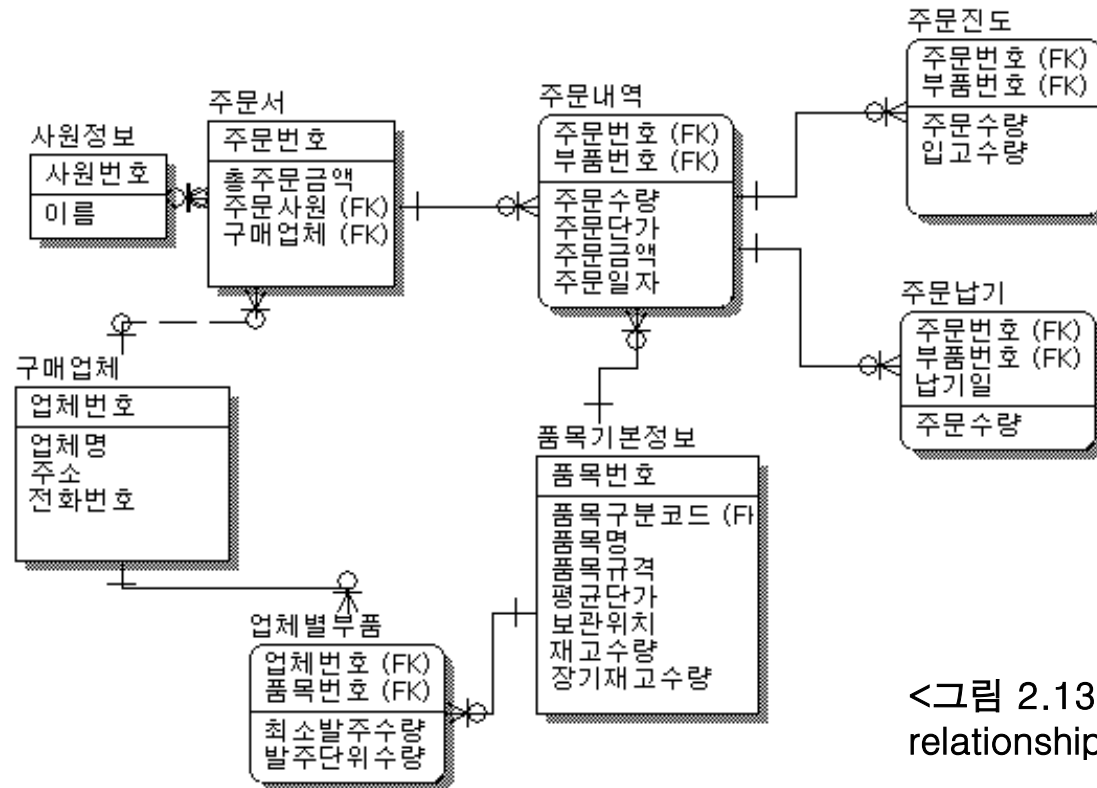 사원정보
사원번호
이름
주문서
주문번호
총주문금액
주문사원 (FK)
구매업체 (FK)
주문내역
주문번호 (FK)
부품번호 (FK)
주문수량
주문단가
주문금액
주문일자
주문진도
주문번호 (FK)
부품번호 (FK)
주문수량
입고수량
주문납기
주문번호 (FK)
부품번호 (FK)
납기일
주문수량
구매업체
업체번호
업체명
주소
전화번호
품목기본정보
품목번호
품목구분코드 (FK
품목명
품목규격
평균단가
보관위치
재고수량
장기재고수량
업체별부품
업체번호 (FK)
품목번호 (FK)
최소발주수량
발주단위수량
<그림 2.13
relationship